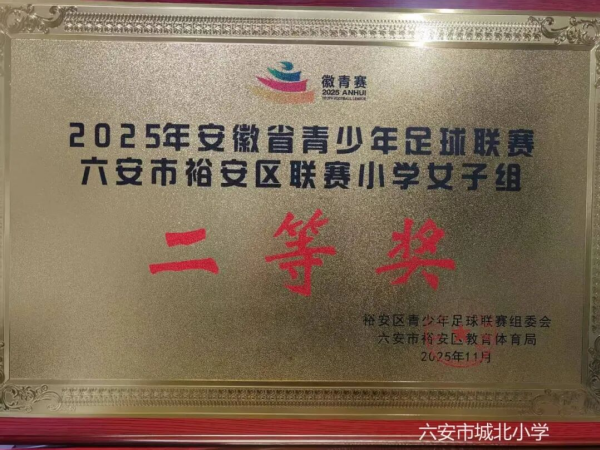 徽青赛
2025 ANHUI
2025年安徽省青少年足球联赛
六安市裕安区联赛小学女子组
二等奖
裕安区青少年足球联赛组委会
六安市裕安区教育体育局
2025年11月
六安市城北小学